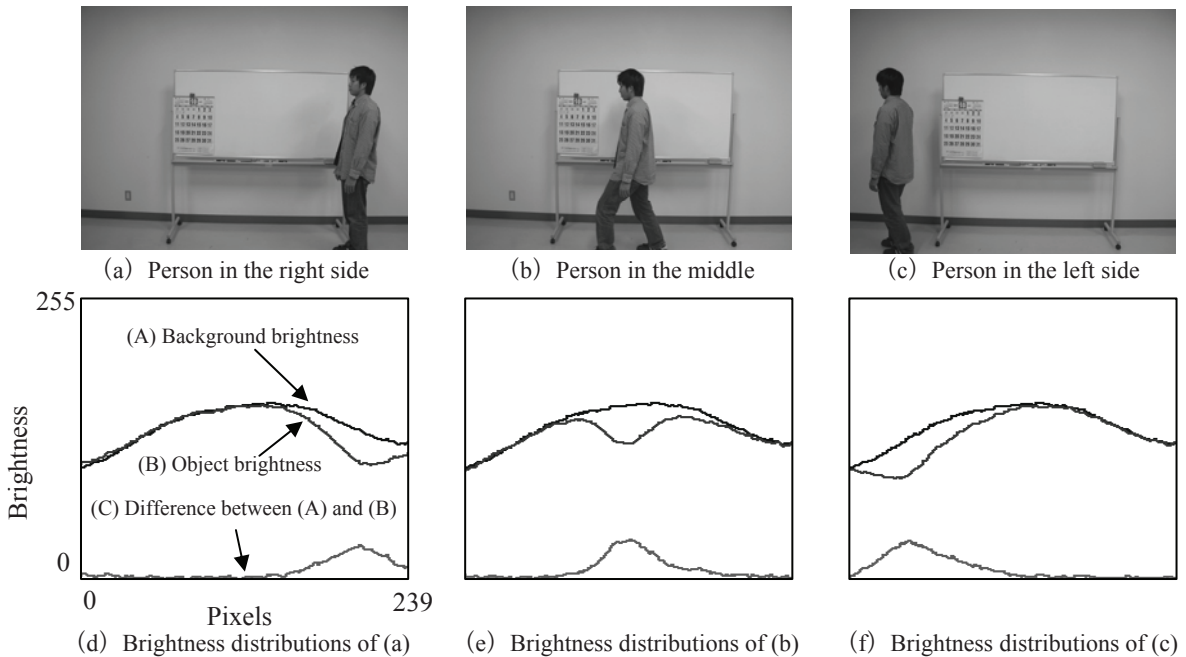 (a) Person in the right side
(b) Person in the middle
(c) Person in the left side
255
(A) Background brightness
(B) Object brightness
(C) Difference between (A) and (B)
Brightness
0
0
239
Pixels
(d) Brightness distributions of (a)
(e) Brightness distributions of (b)
(f) Brightness distributions of (c)